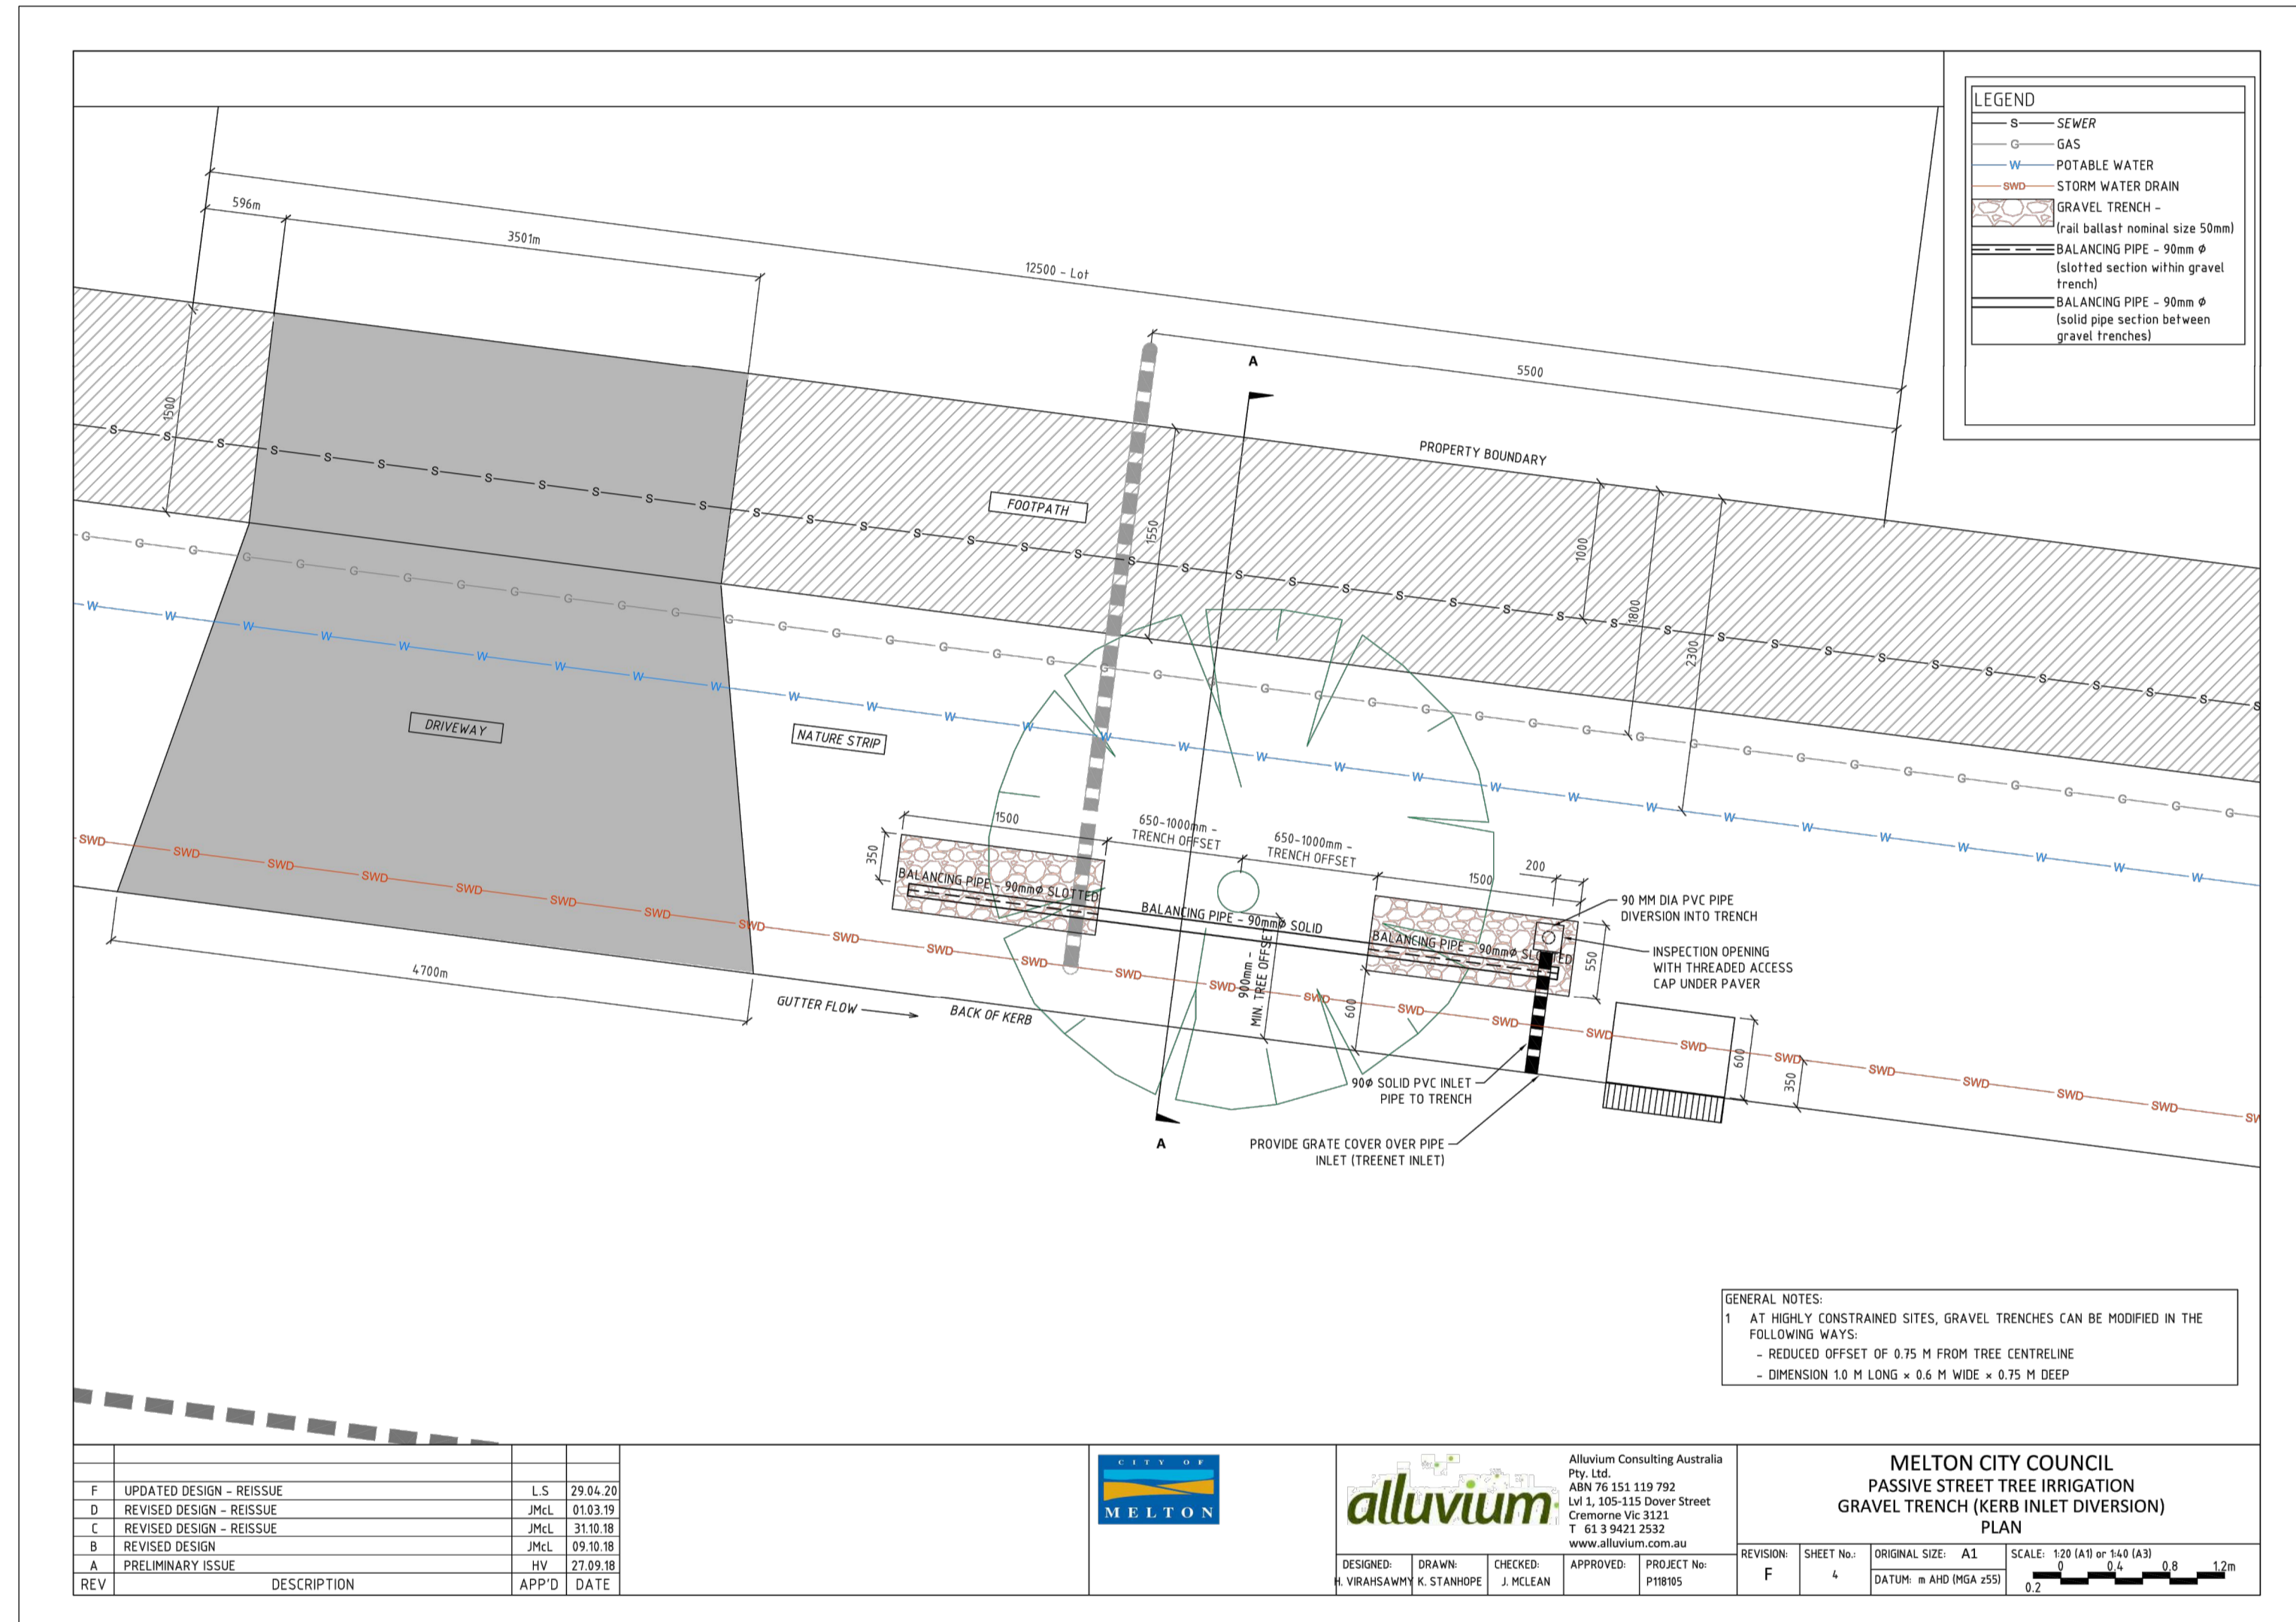 LEGEND
S SEWER
G GAS
W POTABLE WATER
SWD STORM WATER DRAIN
GRAVEL TRENCH -
(rail ballast nominal size 50mm)
BALANCING PIPE - 90mm ϕ
(slotted section within gravel
trench)
BALANCING PIPE - 90mm ϕ
(solid pipe section between
gravel trenches)
596m
3501m
12500 - Lot
5500
A
1500
PROPERTY BOUNDARY
FOOTPATH
1550
1000
1800
2300
DRIVEWAY
NATURE STRIP
1500
350
650-1000mm -
TRENCH OFFSET
650-1000mm -
TRENCH OFFSET
1500
200
BALANCING PIPE - 90mmϕ SLOTTED
BALANCING PIPE - 90mmϕ SOLID
BALANCING PIPE - 90mmϕ SLOTTED
90 MM DIA PVC PIPE
DIVERSION INTO TRENCH
INSPECTION OPENING
WITH THREADED ACCESS
CAP UNDER PAVER
550
900mm -
MIN. TREE OFFSET
600
4700m
GUTTER FLOW
BACK OF KERB
600
350
90ϕ SOLID PVC INLET
PIPE TO TRENCH
A
PROVIDE GRATE COVER OVER PIPE
INLET (TREENET INLET)
GENERAL NOTES:
1 AT HIGHLY CONSTRAINED SITES, GRAVEL TRENCHES CAN BE MODIFIED IN THE
FOLLOWING WAYS:
- REDUCED OFFSET OF 0.75 M FROM TREE CENTRELINE
- DIMENSION 1.0 M LONG × 0.6 M WIDE × 0.75 M DEEP
F UPDATED DESIGN - REISSUE L.S 29.04.20
D REVISED DESIGN - REISSUE JMcL 01.03.19
C REVISED DESIGN - REISSUE JMcL 31.10.18
B REVISED DESIGN JMcL 09.10.18
A PRELIMINARY ISSUE HV 27.09.18
REV DESCRIPTION APP'D DATE
CITY OF
MELTON
alluvium
Alluvium Consulting Australia
Pty. Ltd.
ABN 76 151 119 792
Lvl 1, 105-115 Dover Street
Cremorne Vic 3121
T 61 3 9421 2532
www.alluvium.com.au
DESIGNED: DRAWN: CHECKED: APPROVED: PROJECT No:
H. VIRAHSAWMY K. STANHOPE J. MCLEAN P118105
MELTON CITY COUNCIL
PASSIVE STREET TREE IRRIGATION
GRAVEL TRENCH (KERB INLET DIVERSION)
PLAN
REVISION: F
SHEET No.: 4
ORIGINAL SIZE: A1
DATUM: m AHD (MGA z55)
SCALE: 1:20 (A1) or 1:40 (A3)
0 0.4 0.8 1.2m
0.2